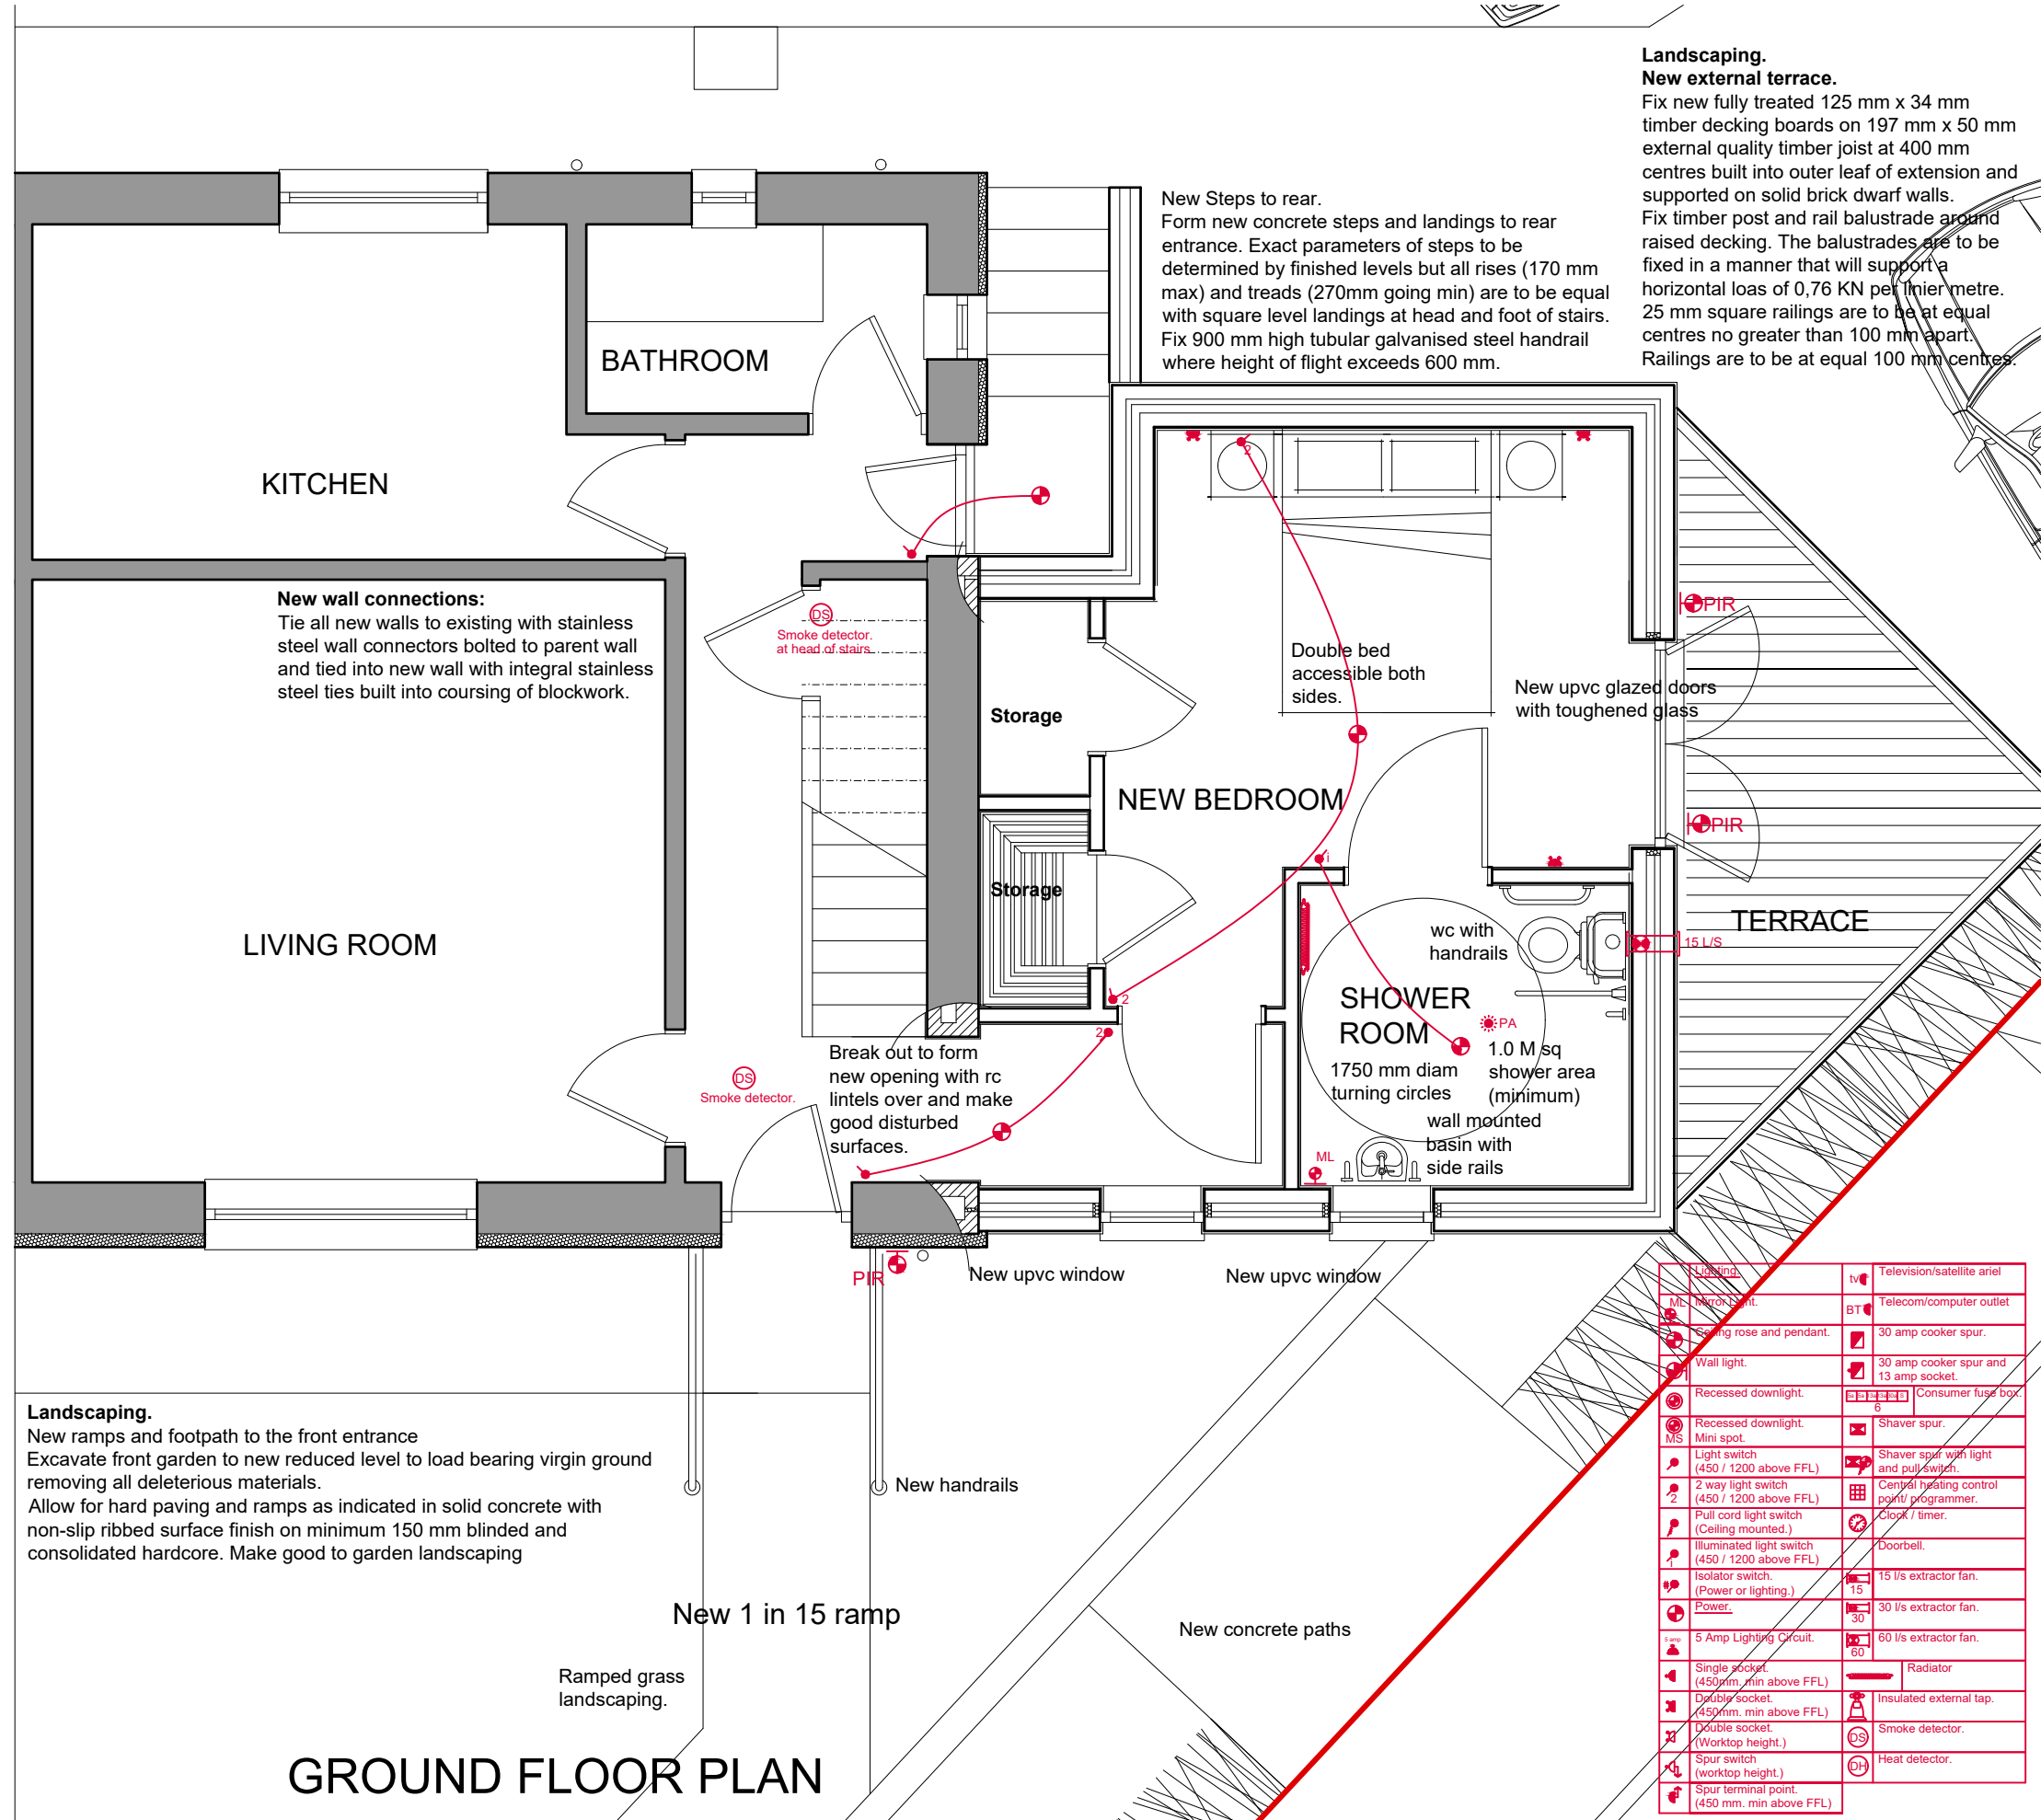 Landscaping.
New external terrace.
Fix new fully treated 125 mm x 34 mm
timber decking boards on 197 mm x 50 mm
external quality timber joist at 400 mm
centres built into outer leaf of extension and
supported on solid brick dwarf walls.
Fix timber post and rail balustrade around
raised decking. The balustrades are to be
fixed in a manner that will support a
horizontal loas of 0,76 KN per linier metre.
25 mm square railings are to be at equal
centres no greater than 100 mm apart.
Railings are to be at equal 100 mm centres.
New Steps to rear.
Form new concrete steps and landings to rear
entrance. Exact parameters of steps to be
determined by finished levels but all rises (170 mm
max) and treads (270mm going min) are to be equal
with square level landings at head and foot of stairs.
Fix 900 mm high tubular galvanised steel handrail
where height of flight exceeds 600 mm.
BATHROOM
KITCHEN
2
New wall connections:
Tie all new walls to existing with stainless
steel wall connectors bolted to parent wall
and tied into new wall with integral stainless
steel ties built into coursing of blockwork.
DS
Smoke detector.
at head of stairs
PIR
Double bed
accessible both
sides.
New upvc glazed doors
with toughened glass
Storage
NEW BEDROOM
PIR
i
Storage
LIVING ROOM
TERRACE
wc with
handrails
15 L/S
SHOWER
ROOM
2
PA
2
1750 mm diam
turning circles
1.0 M sq
shower area
(minimum)
wall mounted
basin with
side rails
ML
Break out to form
new opening with rc
lintels over and make
good disturbed
surfaces.
DS
Smoke detector.
PIR
New upvc window
New upvc window
Landscaping.
New ramps and footpath to the front entrance
Excavate front garden to new reduced level to load bearing virgin ground
removing all deleterious materials.
Allow for hard paving and ramps as indicated in solid concrete with
non-slip ribbed surface finish on minimum 150 mm blinded and
consolidated hardcore. Make good to garden landscaping
New handrails
New 1 in 15 ramp
New concrete paths
Ramped grass
landscaping.
GROUND FLOOR PLAN
Lighting.
ML
Mirror Light.
Ceiling rose and pendant.
Wall light.
Recessed downlight.
MS
Recessed downlight.
Mini spot.
Light switch
(450 / 1200 above FFL)
2
2 way light switch
(450 / 1200 above FFL)
Pull cord light switch
(Ceiling mounted.)
i
Illuminated light switch
(450 / 1200 above FFL)
Isolator switch.
(Power or lighting.)
Power.
5 amp
5 Amp Lighting Circuit.
Single socket.
(450mm. min above FFL)
Double socket.
(450mm. min above FFL)
Double socket.
(Worktop height.)
Spur switch
(worktop height.)
Spur terminal point.
(450 mm. min above FFL)
tv
Television/satellite ariel
BT
Telecom/computer outlet
30 amp cooker spur.
30 amp cooker spur and
13 amp socket.
6
Consumer fuse box.
Shaver spur.
Shaver spur with light
and pull switch.
Central heating control
point/ programmer.
Clock / timer.
Doorbell.
15
15 l/s extractor fan.
30
30 l/s extractor fan.
60
60 l/s extractor fan.
Radiator
Insulated external tap.
DS
Smoke detector.
DH
Heat detector.